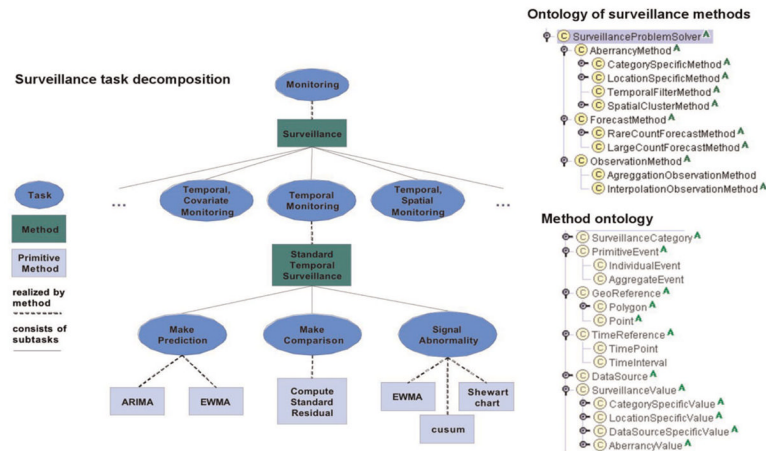 Surveillance task decomposition
Monitoring
Surveillance
...
Temporal,
Covariate
Monitoring
Temporal
Monitoring
Temporal,
Spatial
Monitoring
...
Task
Method
Primitive
Method
realized by
method
consists of
subtasks
Standard
Temporal
Surveillance
Make
Prediction
Make
Comparison
Signal
Abnormality
ARIMA
EWMA
Compute
Standard
Residual
EWMA
cusum
Shewart
chart
Ontology of surveillance methods
SurveillanceProblemSolver
AberrancyMethod
CategorySpecificMethod
LocationSpecificMethod
TemporalFilterMethod
SpatialClusterMethod
ForecastMethod
RareCountForecastMethod
LargeCountForecastMethod
ObservationMethod
AgreggationObservationMethod
InterpolationObservationMethod
Method ontology
SurveillanceCategory
PrimitiveEvent
IndividualEvent
AggregateEvent
GeoReference
Polygon
Point
TimeReference
TimePoint
TimeInterval
DataSource
SurveillanceValue
CategorySpecificValue
LocationSpecificValue
DataSourceSpecificValue
AberrancyValue